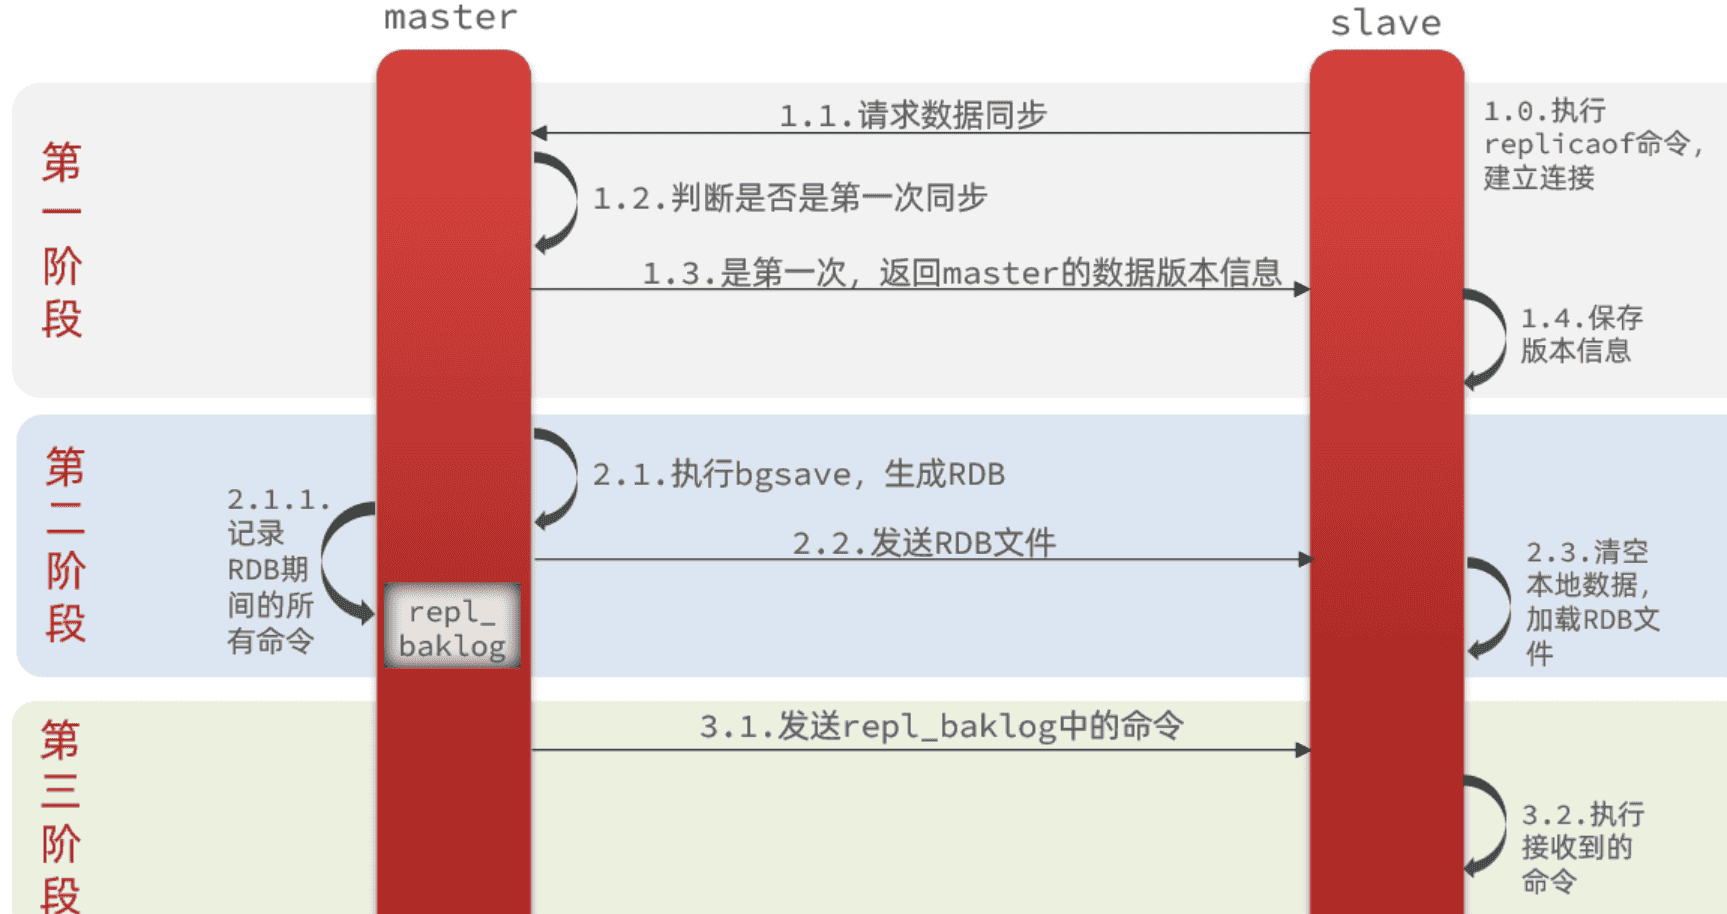 master
slave
第一阶段
1.0.执行
replicaof命令，
建立连接
1.1.请求数据同步
1.2.判断是否是第一次同步
1.3.是第一次，返回master的数据版本信息
1.4.保存
版本信息
第二阶段
2.1.执行bgsave，生成RDB
2.1.1.
记录
RDB期
间的所
有命令
repl_
baklog
2.2.发送RDB文件
2.3.清空
本地数据，
加载RDB文
件
第三阶段
3.1.发送repl_baklog中的命令
3.2.执行
接收到的
命令